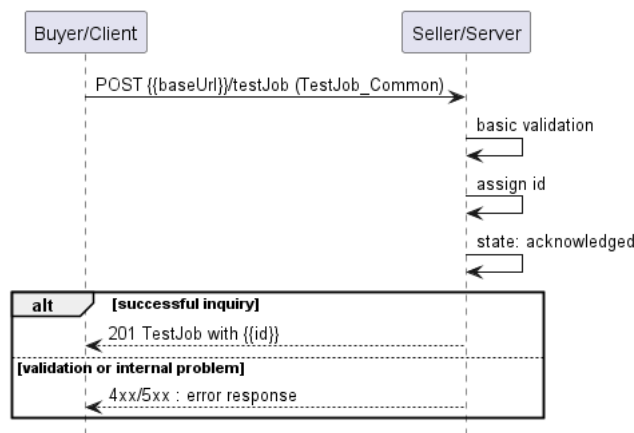 Buyer/Client
Seller/Server
POST {{baseUrl}}/testJob (TestJob_Common)
basic validation
assign id
state: acknowledged
alt
[successful inquiry]
201 TestJob with {{id}}
[validation or internal problem]
4xx/5xx : error response